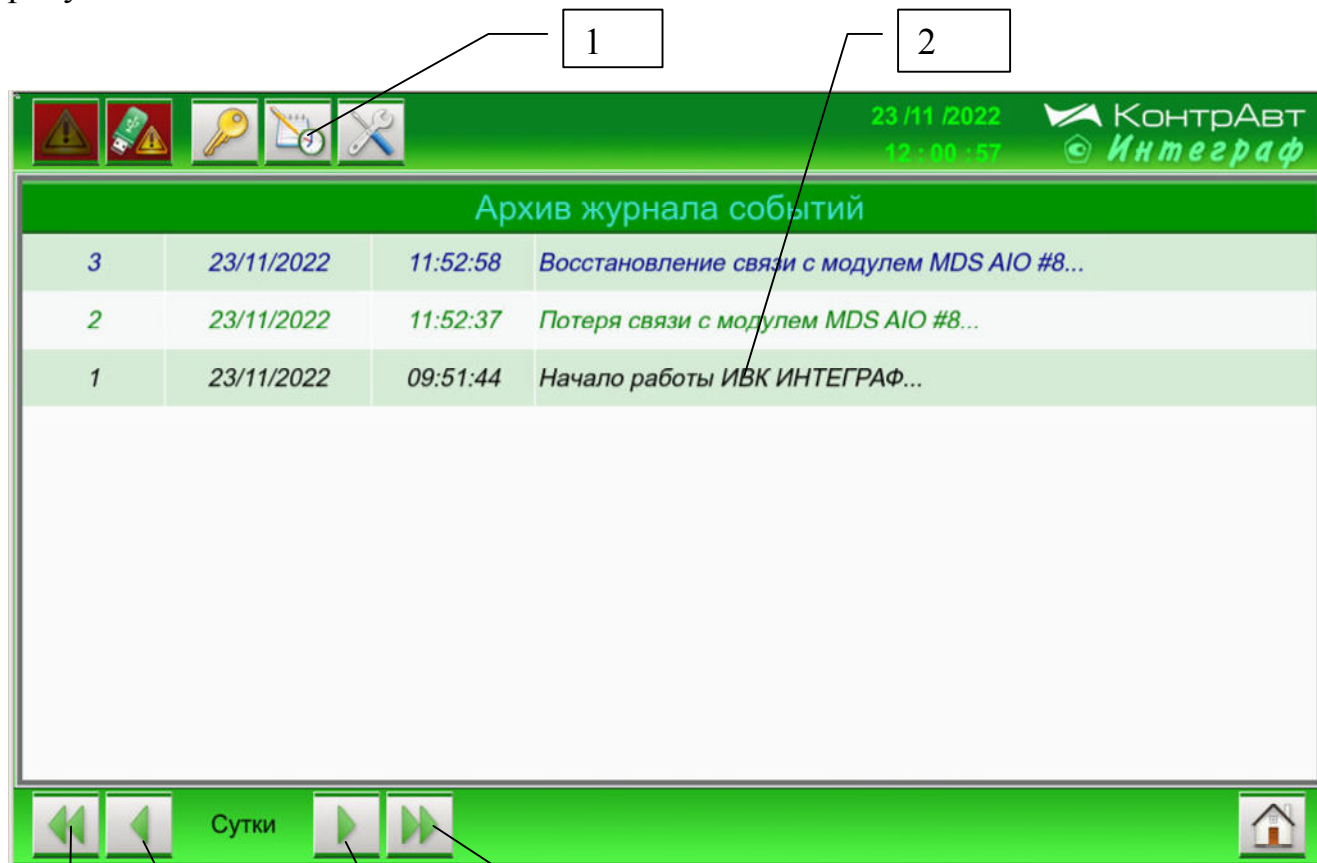 1
2
23 /11 /2022
КонтрАвт
12 : 00 : 57
Интеграф
Архив журнала событий
3 23/11/2022 11:52:58 Восстановление связи с модулем MDS AIO #8...
2 23/11/2022 11:52:37 Потеря связи с модулем MDS AIO #8...
1 23/11/2022 09:51:44 Начало работы ИВК ИНТЕГРАФ...
Сутки